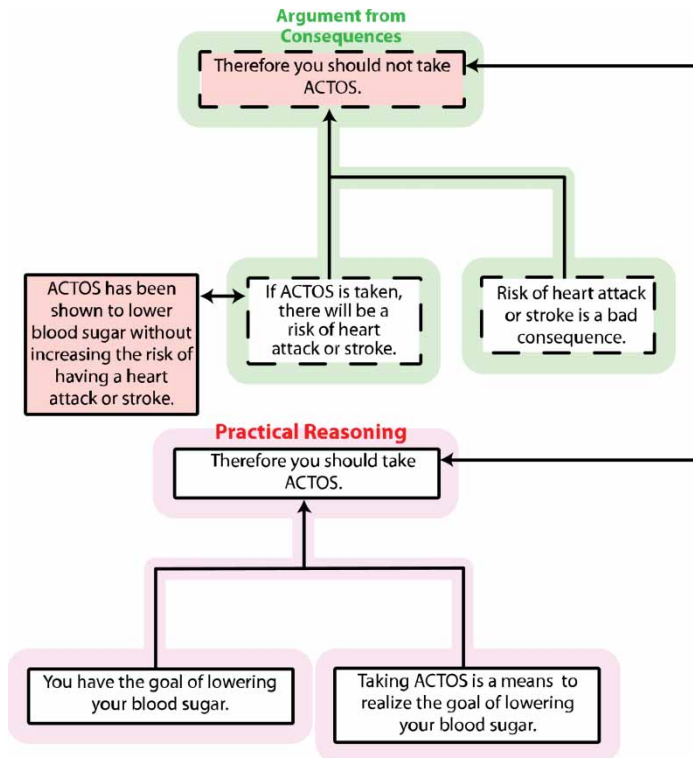 Argument from
Consequences
Therefore you should not take
ACTOS.
ACTOS has been
shown to lower
blood sugar without
increasing the risk of
having a heart
attack or stroke.
If ACTOS is taken,
there will be a
risk of heart
attack or stroke.
Risk of heart attack
or stroke is a bad
consequence.
Practical Reasoning
Therefore you should take
ACTOS.
You have the goal of lowering
your blood sugar.
Taking ACTOS is a means to
realize the goal of lowering
your blood sugar.